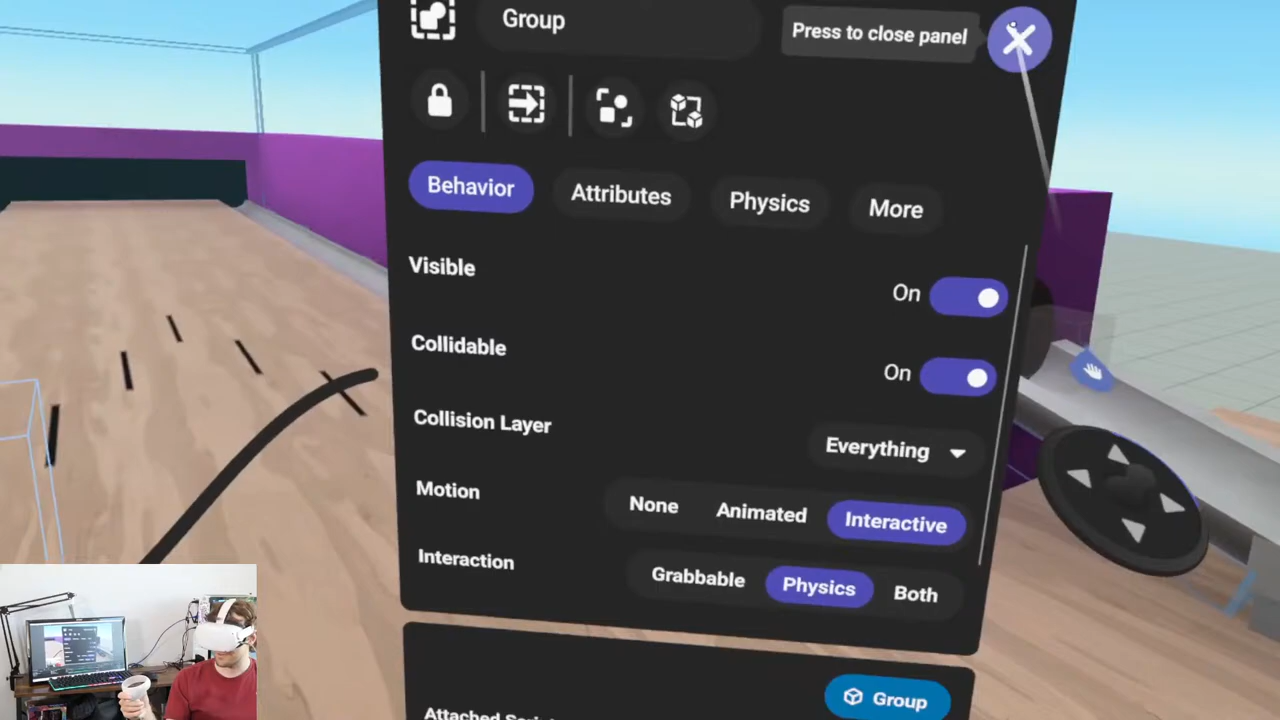 Group
Press to close panel
Behavior
Attributes
Physics
More
Visible
On
Collidable
On
Collision Layer
Everything
Motion
None
Animated
Interactive
Interaction
Grabbable
Physics
Both
Attached
Group